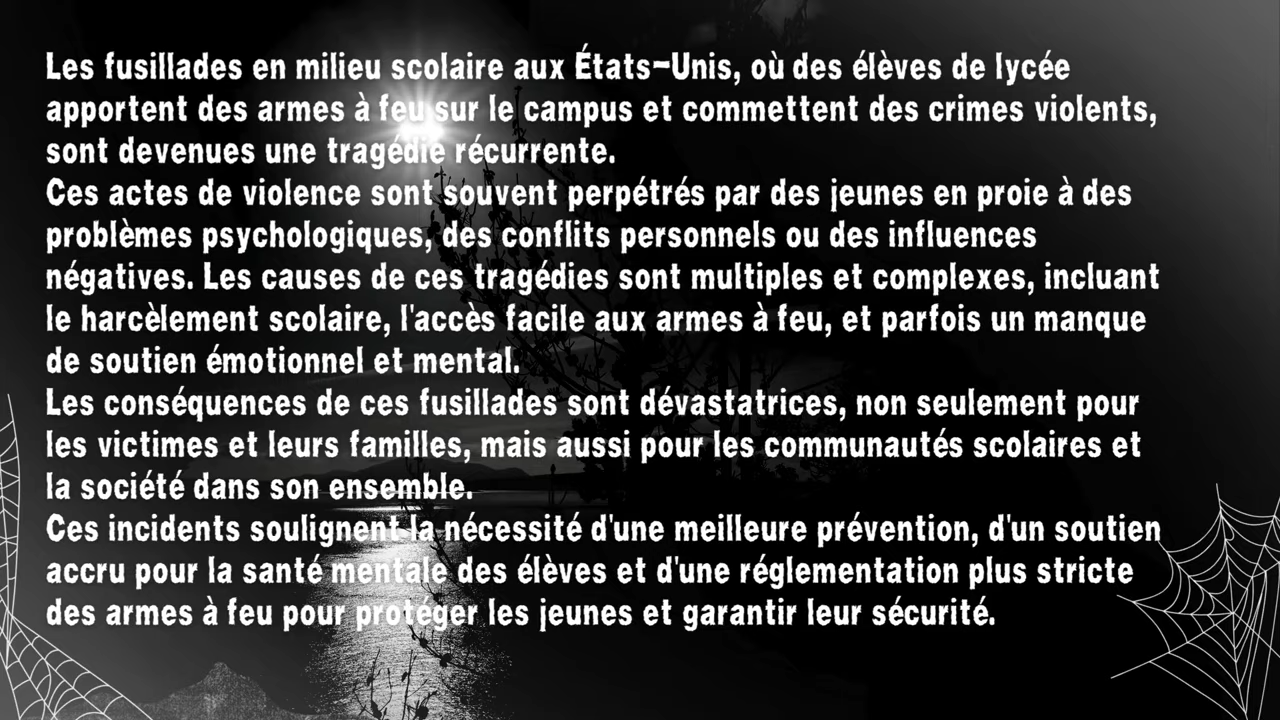 Les fusillades en milieu scolaire aux États-Unis, où des élèves de lycée
apportent des armes à feu sur le campus et commettent des crimes violents,
sont devenues une tragédie récurrente.
Ces actes de violence sont souvent perpétrés par des jeunes en proie à des
problèmes psychologiques, des conflits personnels ou des influences
négatives. Les causes de ces tragédies sont multiples et complexes, incluant
le harcèlement scolaire, l'accès facile aux armes à feu, et parfois un manque
de soutien émotionnel et mental.
Les conséquences de ces fusillades sont dévastatrices, non seulement pour
les victimes et leurs familles, mais aussi pour les communautés scolaires et
la société dans son ensemble.
Ces incidents soulignent la nécessité d'une meilleure prévention, d'un soutien
accru pour la santé mentale des élèves et d'une réglementation plus stricte
des armes à feu pour protéger les jeunes et garantir leur sécurité.